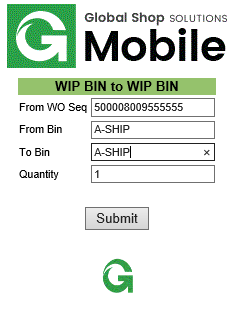 Global Shop SOLUTIONS
Mobile
WIP BIN to WIP BIN
From WO Seq 500008009555555
From Bin A-SHIP
To Bin A-SHIP ×
Quantity 1
Submit